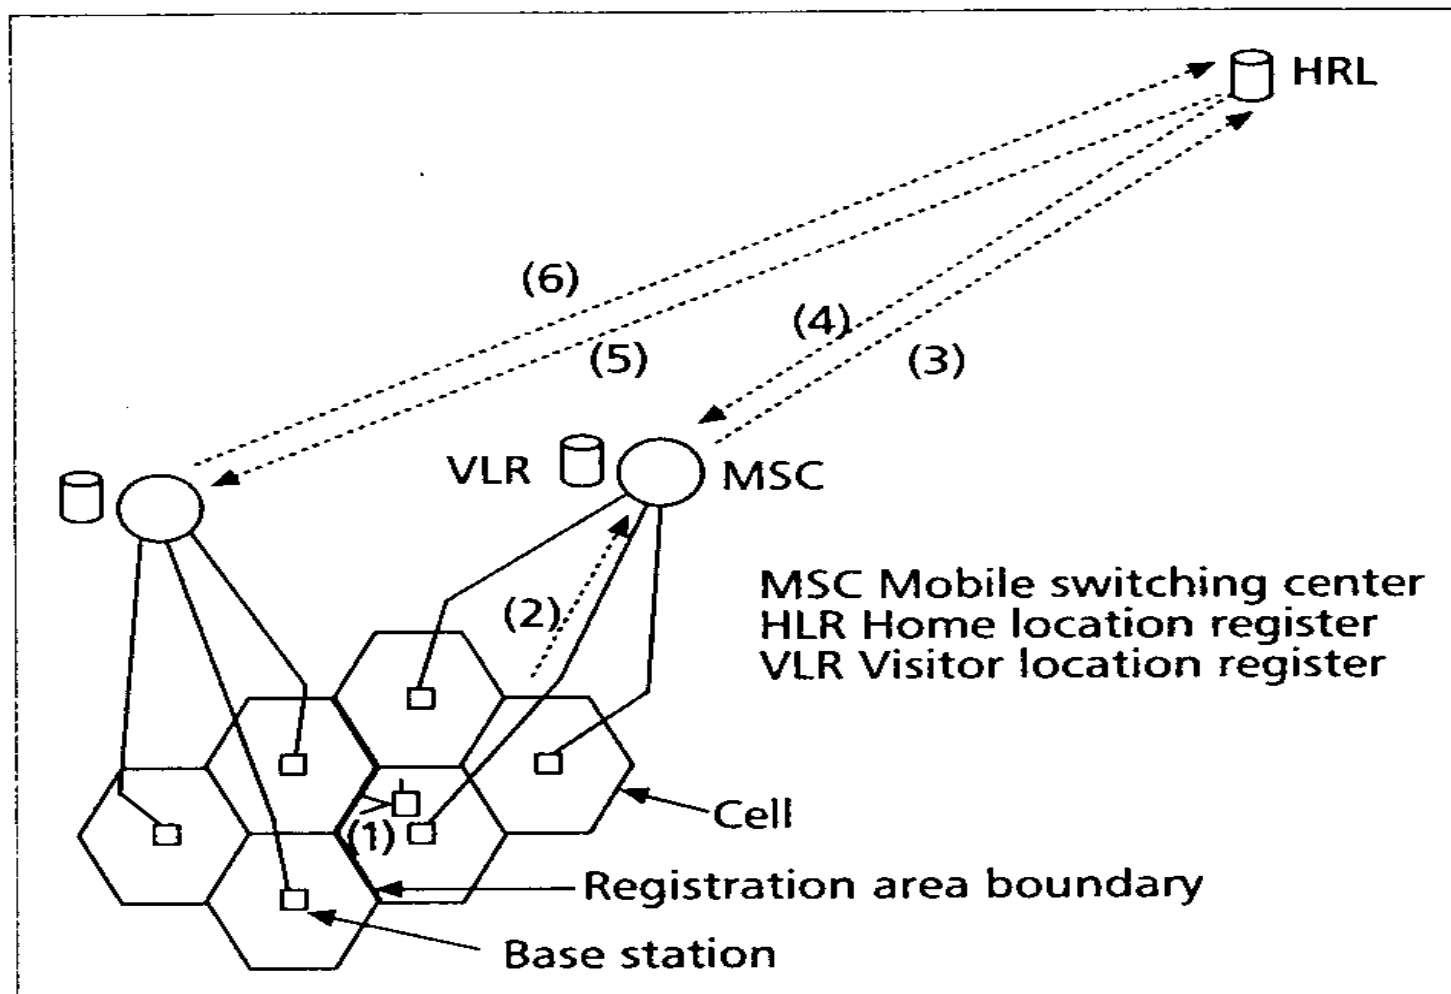 HRL
(6)
(4)
(5)
(3)
VLR
MSC
(2)
MSC Mobile switching center
HLR Home location register
VLR Visitor location register
Cell
(1)
Registration area boundary
Base station